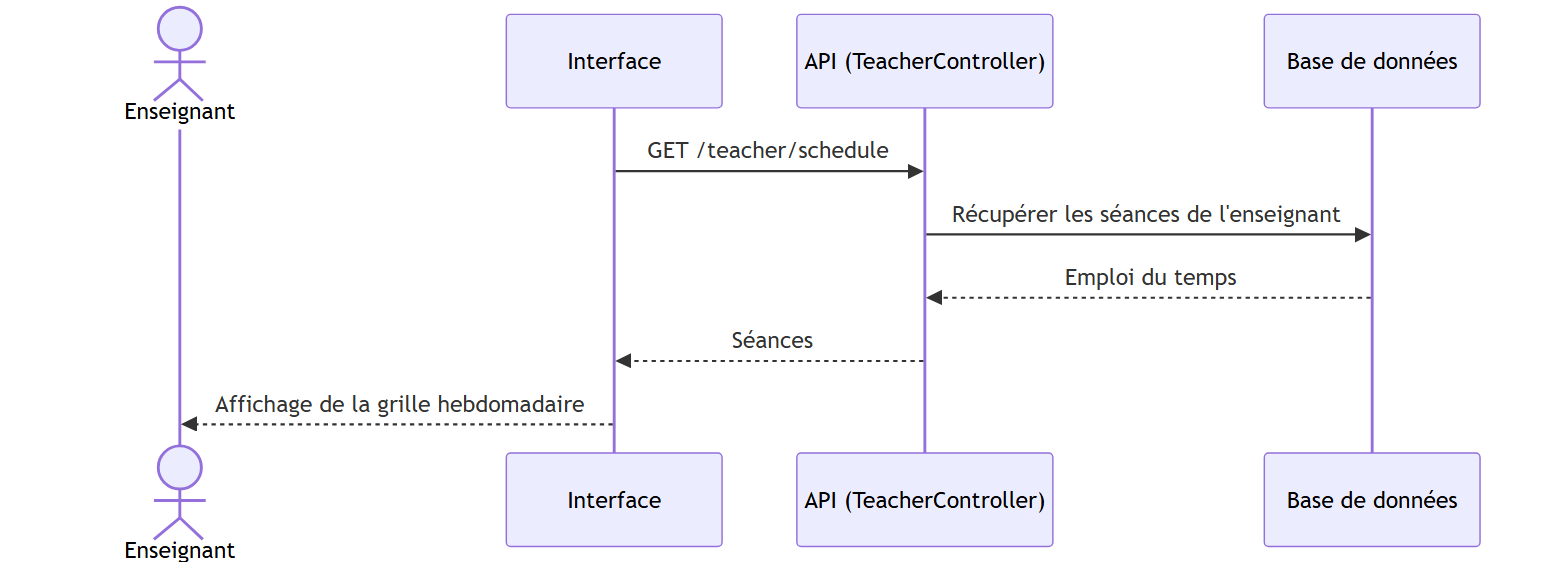 Enseignant
Interface
API (TeacherController)
Base de données
GET /teacher/schedule
Récupérer les séances de l'enseignant
Emploi du temps
Séances
Affichage de la grille hebdomadaire
Enseignant
Interface
API (TeacherController)
Base de données